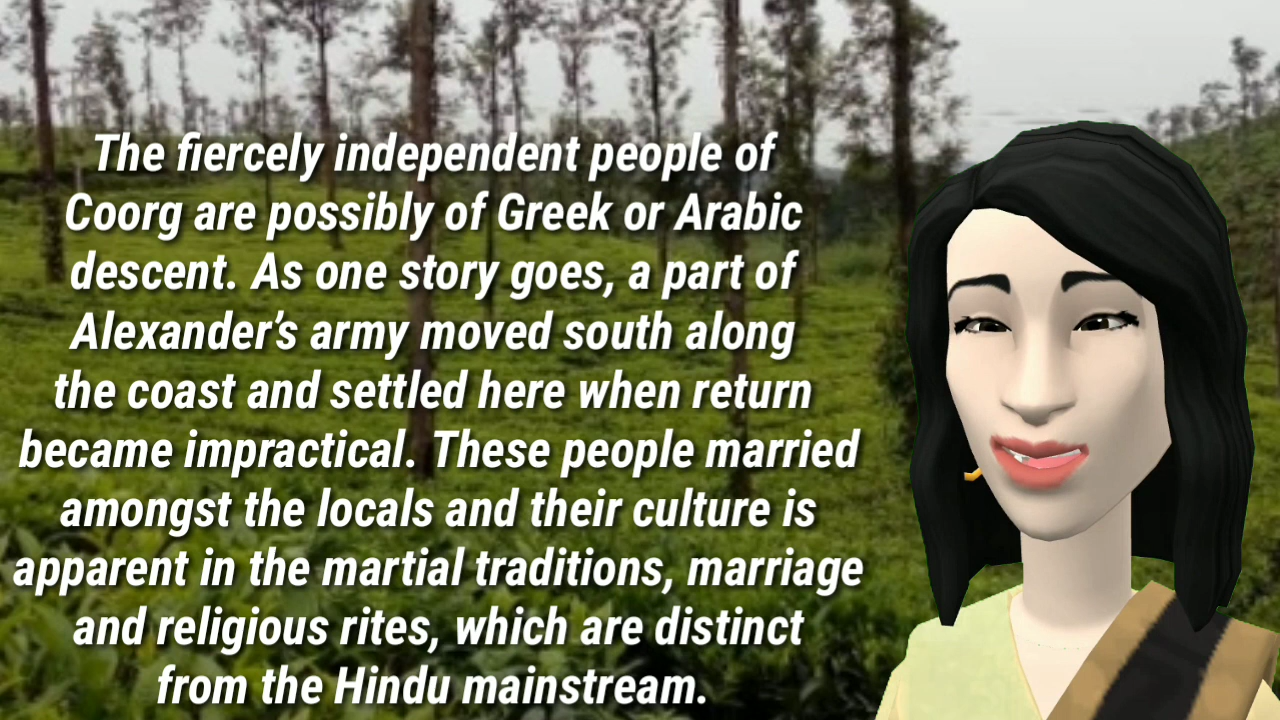 The fiercely independent people of
Coorg are possibly of Greek or Arabic
descent. As one story goes, a part of
Alexander’s army moved south along
the coast and settled here when return
became impractical. These people married
amongst the locals and their culture is
apparent in the martial traditions, marriage
and religious rites, which are distinct
from the Hindu mainstream.